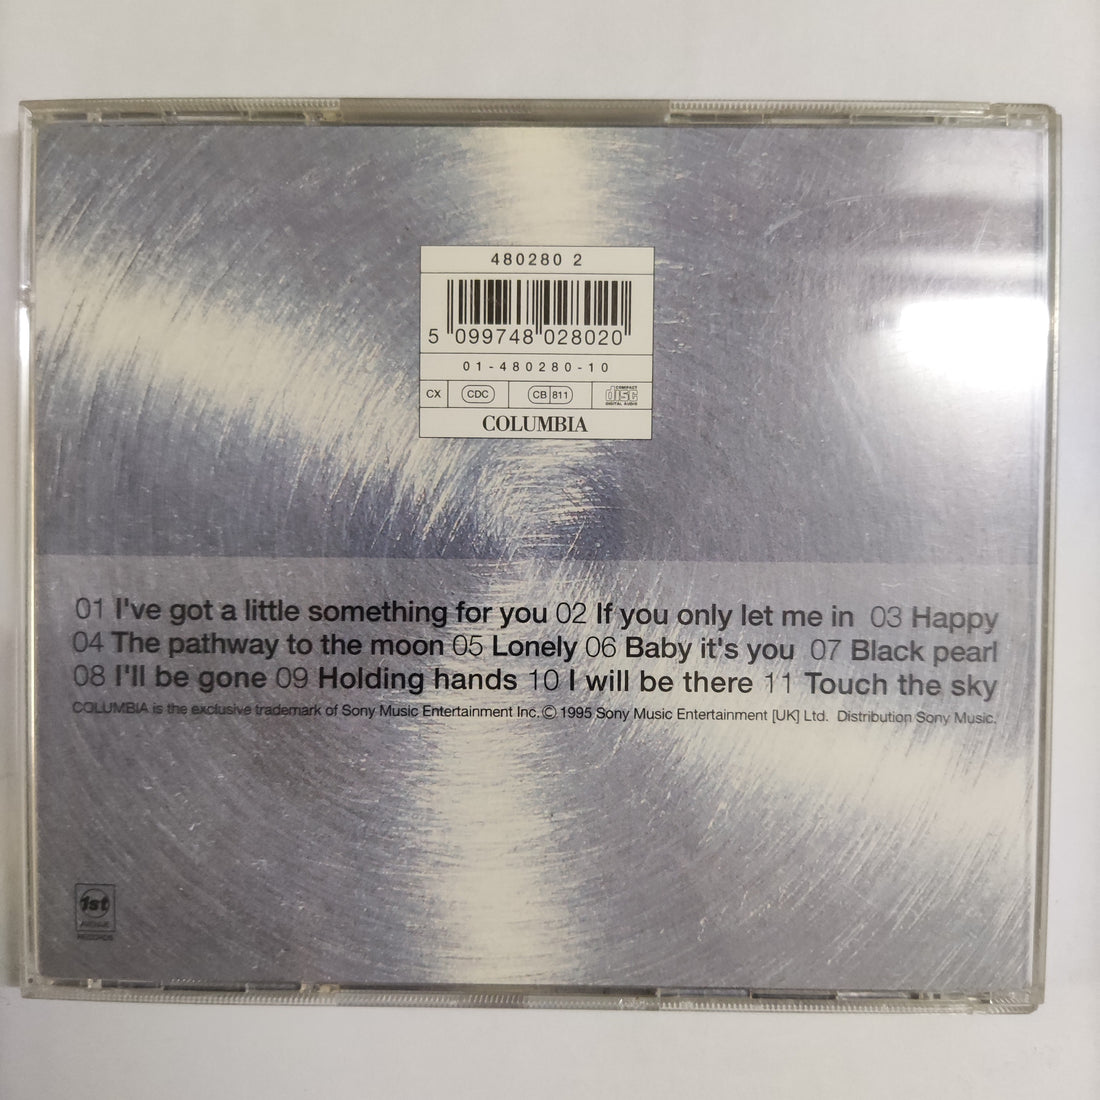 480280 2
5 099748 028020
01-480280-10
CX CDC CB 811 COMPACT disc DIGITAL AUDIO
COLUMBIA
01 I've got a little something for you 02 If you only let me in 03 Happy
04 The pathway to the moon 05 Lonely 06 Baby it's you 07 Black pearl
08 I'll be gone 09 Holding hands 10 I will be there 11 Touch the sky
COLUMBIA is the exclusive trademark of Sony Music Entertainment Inc. © 1995 Sony Music Entertainment [UK] Ltd. Distribution Sony Music.
1st
AVENUE
RECORDS